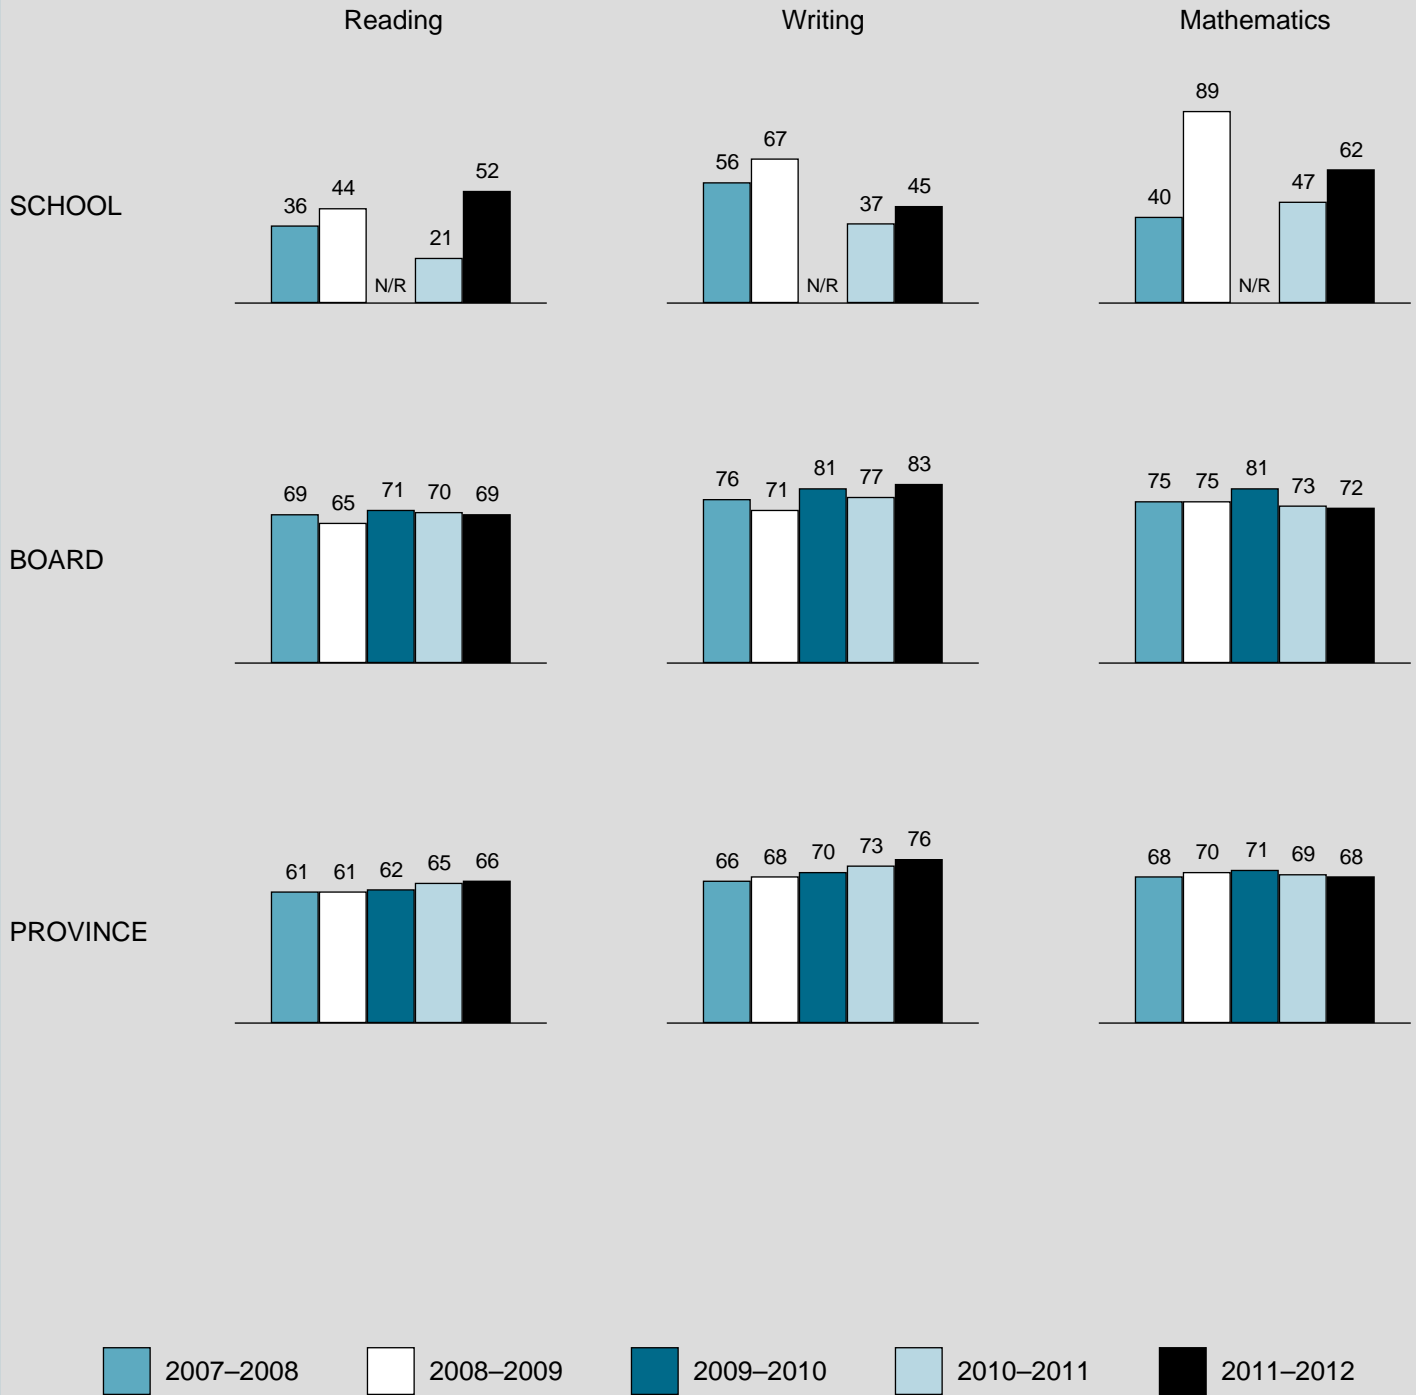 Reading Writing Mathematics
SCHOOL
36 44 N/R 21 52
56 67 N/R 37 45
40 89 N/R 47 62
BOARD
69 65 71 70 69
76 71 81 77 83
75 75 81 73 72
PROVINCE
61 61 62 65 66
66 68 70 73 76
68 70 71 69 68
2007–2008 2008–2009 2009–2010 2010–2011 2011–2012